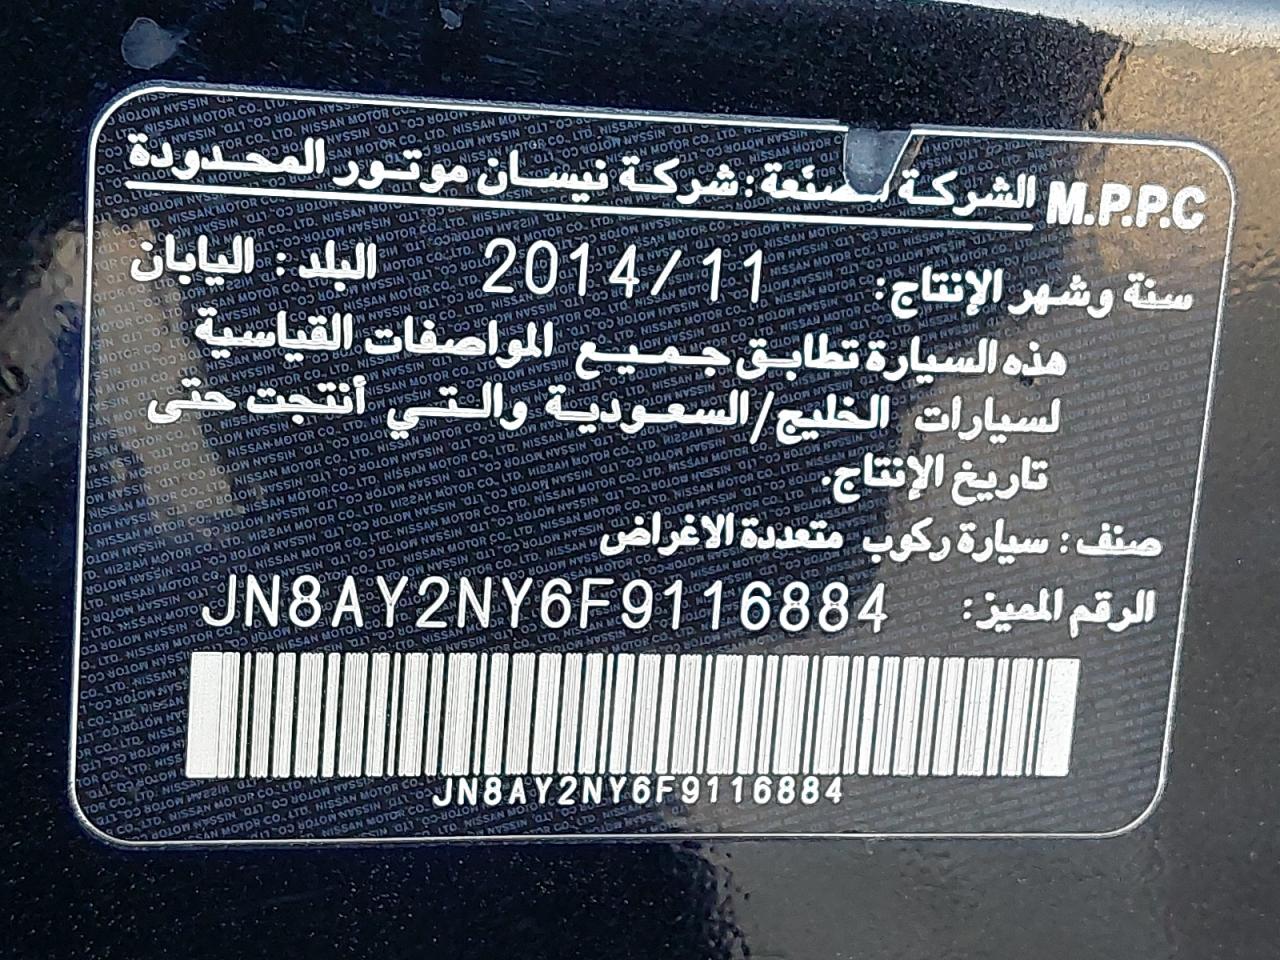 M.P.P.C الشركة صنعة: شركة نيسان موتور المحدودة
سنة وشهر الإنتاج: 2014/11 البلد: اليابان
هذه السيارة تطابق جميع المواصفات القياسية
لسيارات الخليج/السعودية والتي أنتجت حتى
تاريخ الإنتاج.
صنف: سيارة ركوب متعددة الاغراض
الرقم المميز: JN8AY2NY6F9116884
JN8AY2NY6F9116884